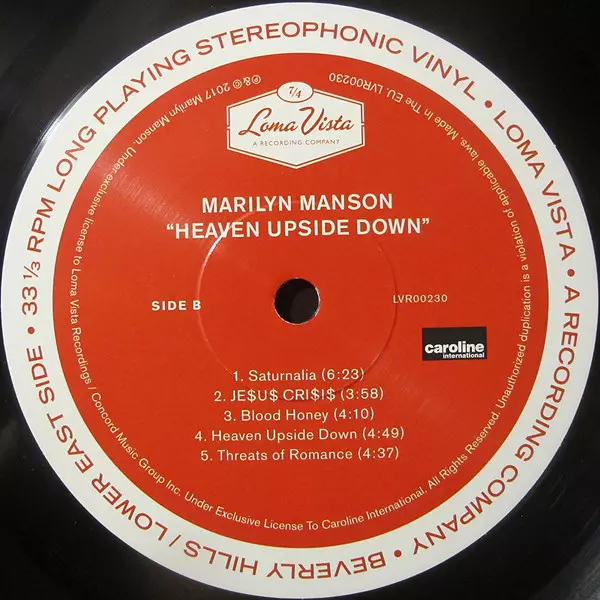 33 ⅓ RPM LONG PLAYING STEREOPHONIC VINYL • LOMA VISTA • A RECORDING COMPANY • BEVERLY HILLS / LOWER EAST SIDE •
℗&© 2017 Marilyn Manson. Under exclusive license to Loma Vista Recordings / Concord Music Group Inc. Under Exclusive License To Caroline International. All Rights Reserved. Unauthorized duplication is a violation of applicable laws. Made In The EU. LVR00230
7/4
Loma Vista
A RECORDING COMPANY
MARILYN MANSON
“HEAVEN UPSIDE DOWN”
SIDE B
LVR00230
caroline
international
1. Saturnalia (6:23)
2. JE$U$ CRI$I$ (3:58)
3. Blood Honey (4:10)
4. Heaven Upside Down (4:49)
5. Threats of Romance (4:37)